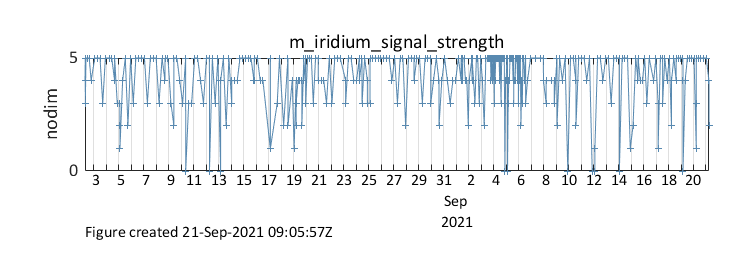 m_iridium_signal_strength
5
nodim
0
3 5 7 9 11 13 15 17 19 21 23 25 27 29 31 2 4 6 8 10 12 14 16 18 20
Sep
2021
Figure created 21-Sep-2021 09:05:57Z